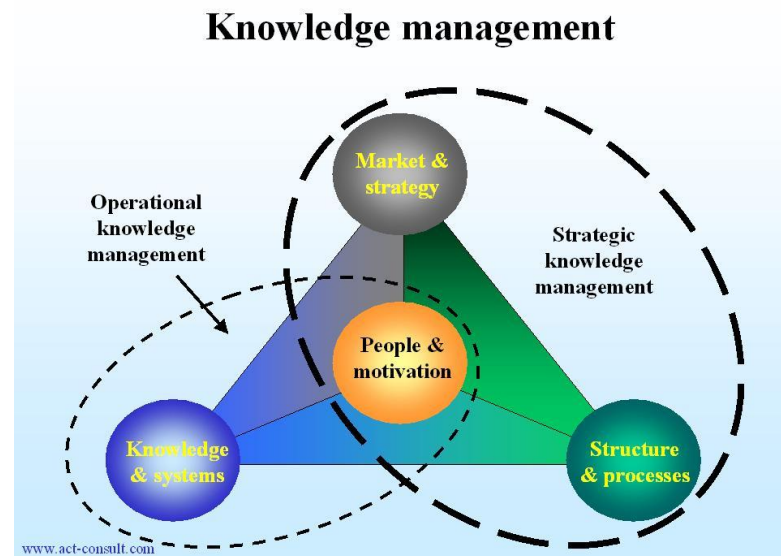 Knowledge management
Market &
strategy
Operational
knowledge
management
Strategic
knowledge
management
People &
motivation
Knowledge
& systems
Structure
& processes
www.act-consult.com